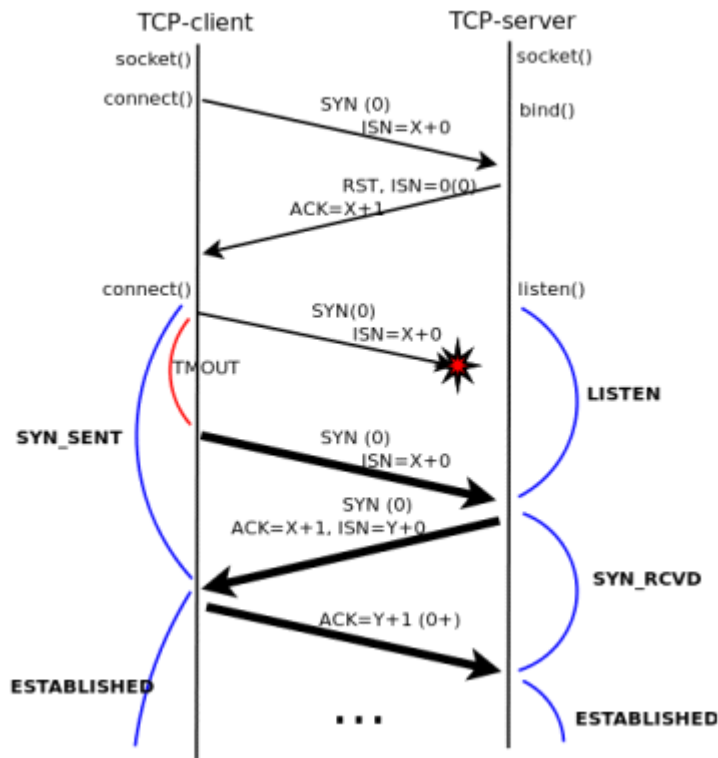 TCP-client
TCP-server
socket()
socket()
connect()
SYN (0)
bind()
ISN=X+0
RST, ISN=0(0)
ACK=X+1
connect()
listen()
SYN(0)
ISN=X+0
TMOUT
LISTEN
SYN_SENT
SYN (0)
ISN=X+0
SYN (0)
ACK=X+1, ISN=Y+0
SYN_RCVD
ACK=Y+1 (0+)
ESTABLISHED
...
ESTABLISHED